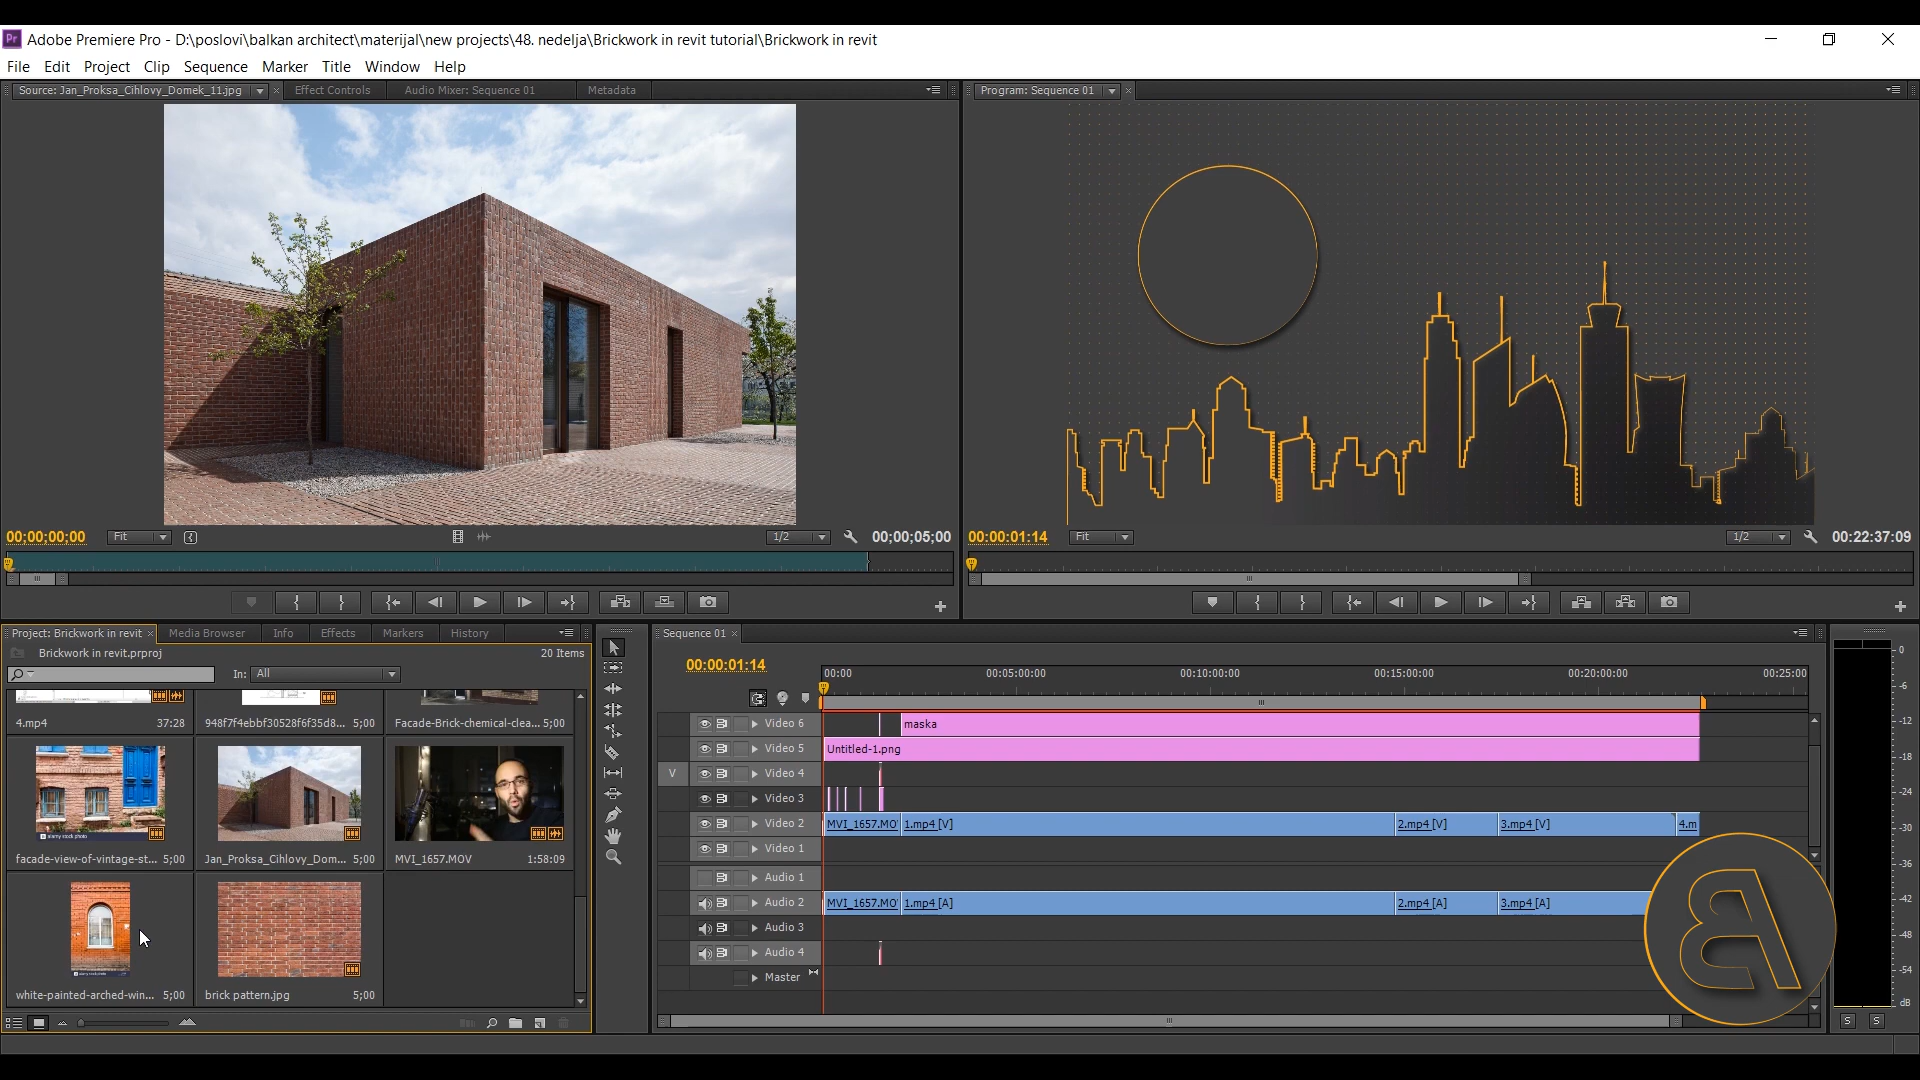 Pr Adobe Premiere Pro - D:\poslovi\balkan architect\materijal\new projects\48. nedelja\Brickwork in revit tutorial\Brickwork in revit
File Edit Project Clip Sequence Marker Title Window Help
Source: Jan_Proksa_Cihlovy_Domek_11.jpg Effect Controls Audio Mixer: Sequence 01 Metadata
Program: Sequence 01
00;00;00;00 Fit 1/2 00;00;05;00
00:00:01:14 Fit 1/2 00:22:37:09
Project: Brickwork in revit Media Browser Info Effects Markers History
Brickwork in revit.prproj 20 Items
In: All
4.mp4 37:28
948f7f4ebbf30528f6f35d8... 5;00
Facade-Brick-chemical-clea... 5;00
facade-view-of-vintage-st... 5;00
Jan_Proksa_Cihlovy_Dom... 5;00
MVI_1657.MOV 1:58:09
white-painted-arched-win... 5;00
brick pattern.jpg 5;00
Sequence 01
00:00:01:14
00:00 00:05:00:00 00:10:00:00 00:15:00:00 00:20:00:00 00:25:00
Video 6 maska
Video 5 Untitled-1.png
V Video 4
Video 3
Video 2 MVI_1657.MO 1.mp4 [V] 2.mp4 [V] 3.mp4 [V] 4.m
Video 1
Audio 1
Audio 2 MVI_1657.MO 1.mp4 [A] 2.mp4 [A] 3.mp4 [A]
Audio 3
Audio 4
Master
0
-6
-12
-18
-24
-30
-36
-42
-48
-54
dB
S S